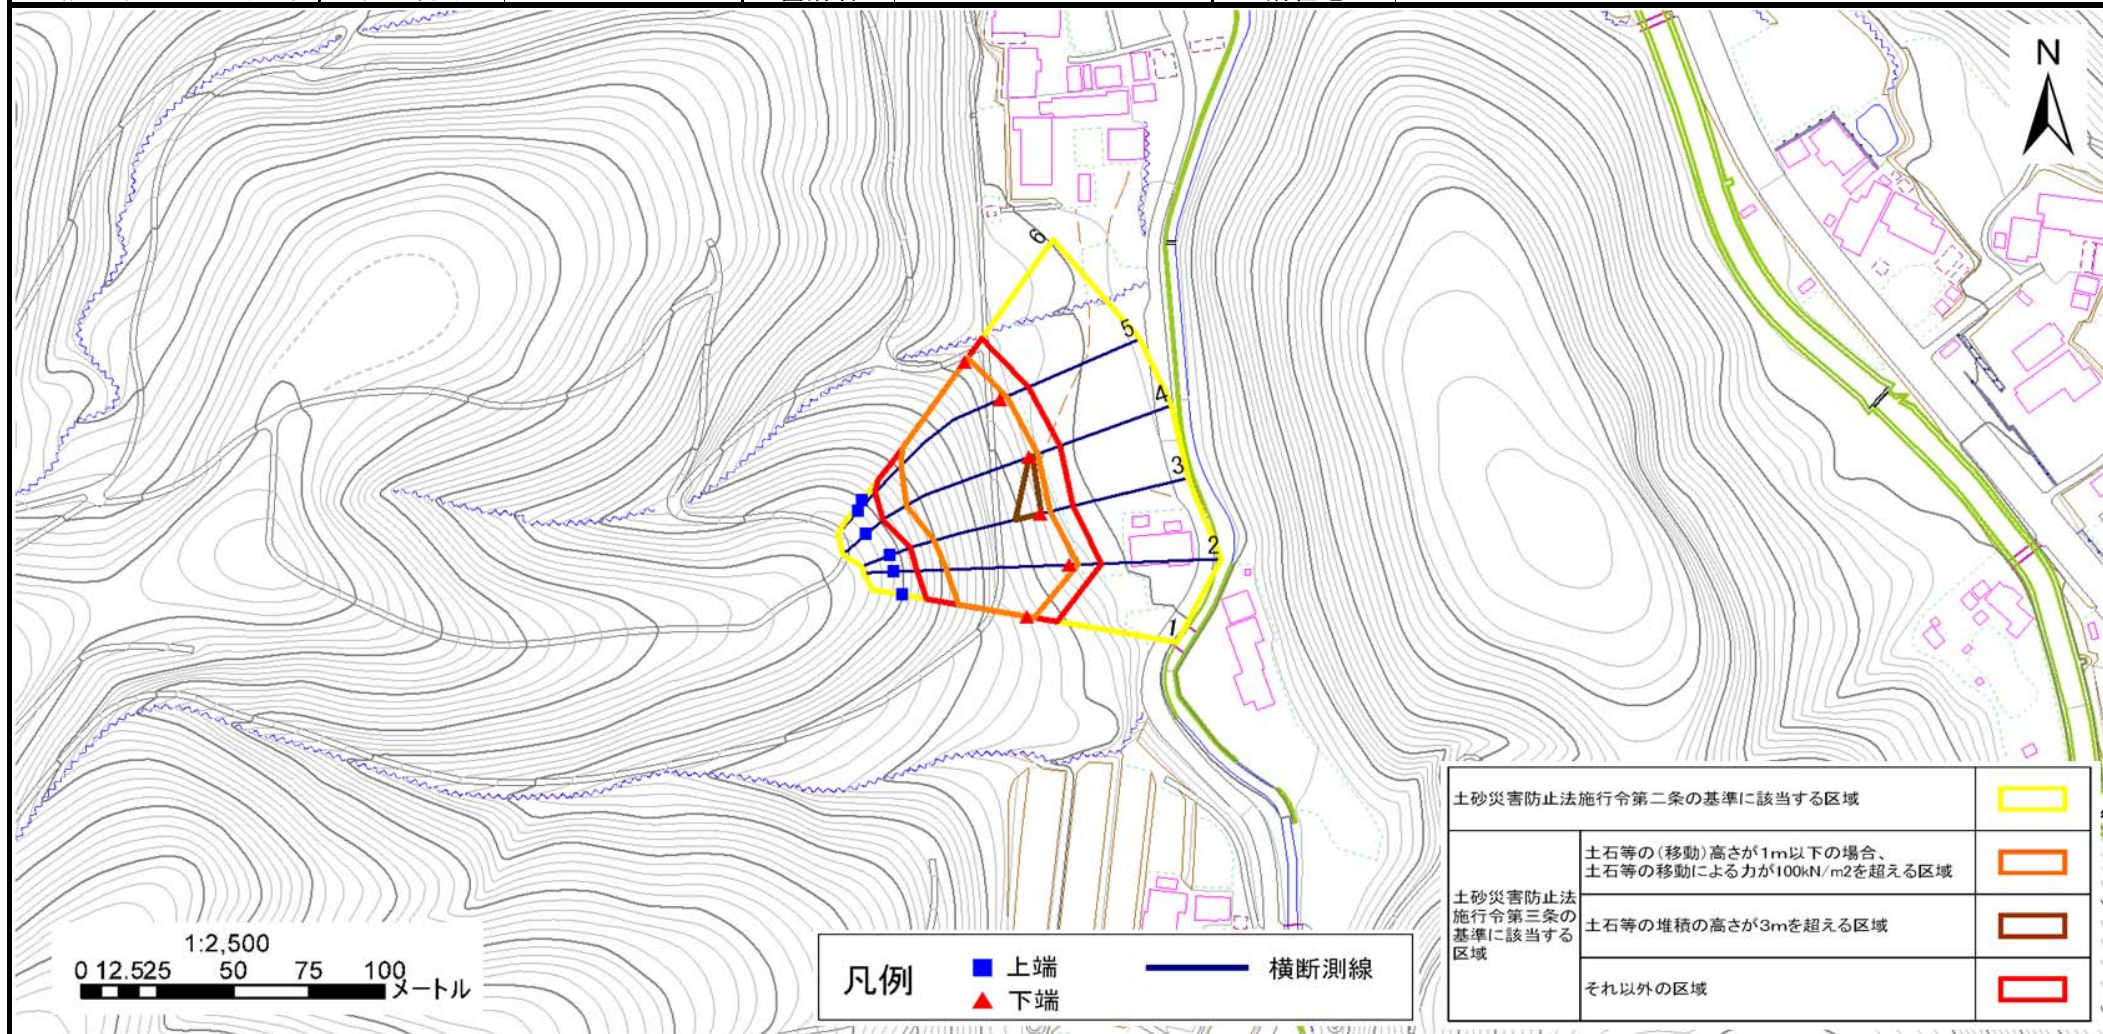 N
6
5
4
3
2
1
1:2,500
0 12.525 50 75 100
メートル
凡例
上端
下端
横断測線
土砂災害防止法施行令第二条の基準に該当する区域
土砂災害防止法
施行令第三条の
基準に該当する
区域
土石等の(移動)高さが1m以下の場合、
土石等の移動による力が100kN/m2を超える区域
土石等の堆積の高さが3mを超える区域
それ以外の区域